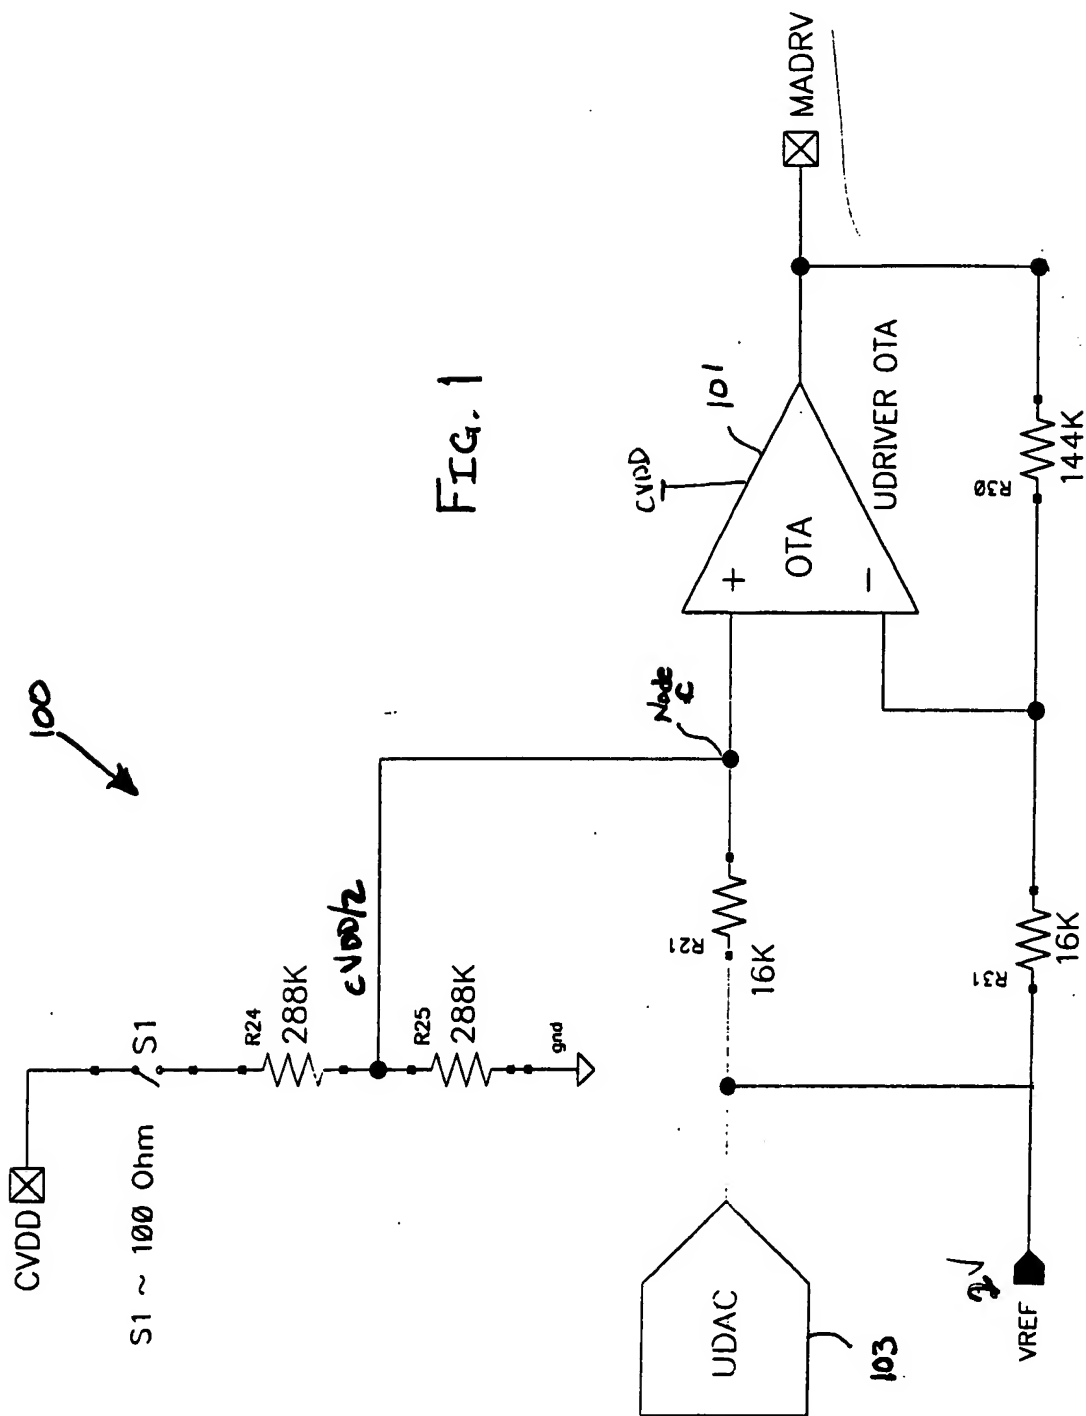 100
CVDD
S1 ~ 100 Ohm
S1
R24
288K
CVDD/2
R25
288K
gnd
FIG. 1
Node
C
CVDD
101
+
OTA
−
UDRIVER OTA
MADRV
UDAC
103
R21
16K
R31
16K
R30
144K
VREF
2V